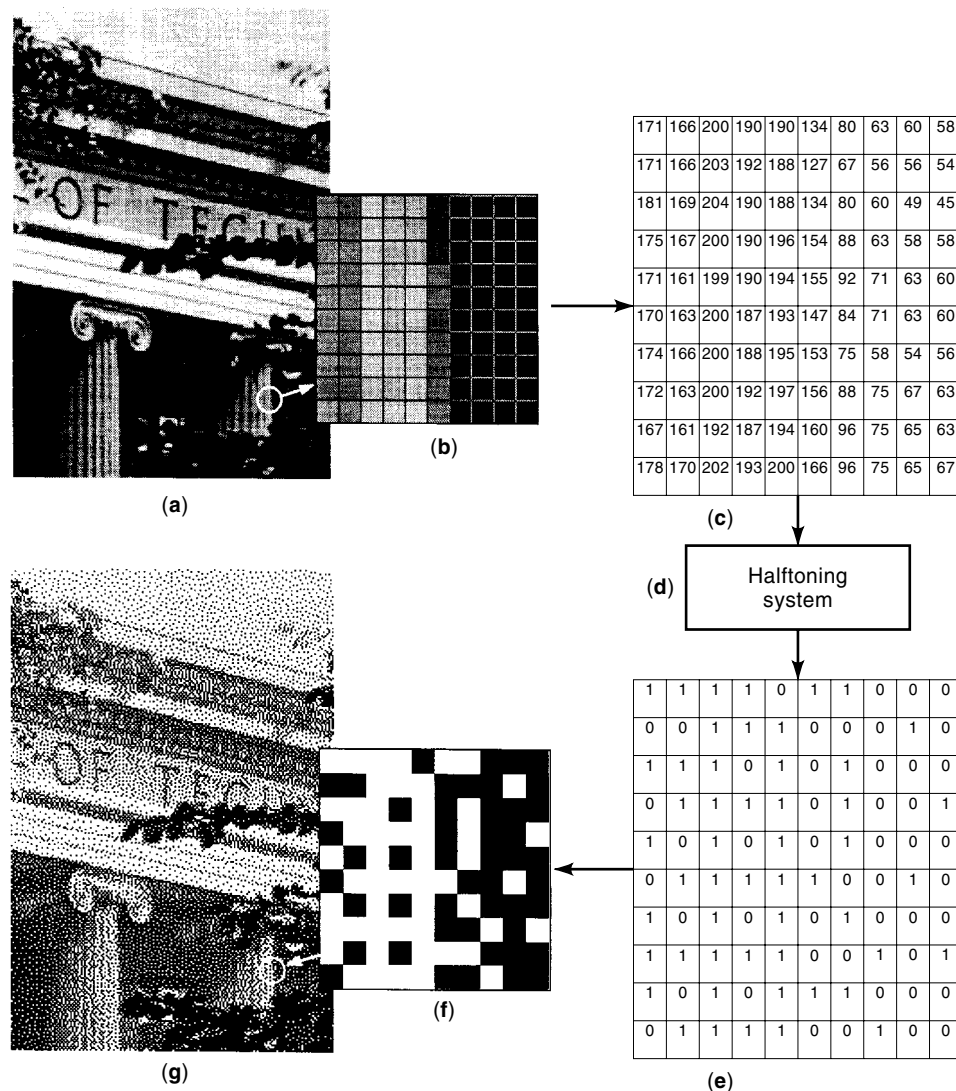 OF TECHN
171 166 200 190 190 134 80 63 60 58
171 166 203 192 188 127 67 56 56 54
181 169 204 190 188 134 80 60 49 45
175 167 200 190 196 154 88 63 58 58
171 161 199 190 194 155 92 71 63 60
170 163 200 187 193 147 84 71 63 60
174 166 200 188 195 153 75 58 54 56
172 163 200 192 197 156 88 75 67 63
167 161 192 187 194 160 96 75 65 63
178 170 202 193 200 166 96 75 65 67
(b)
(a)
(c)
(d)
Halftoning
system
OF TECH
1 1 1 1 0 1 1 0 0 0
0 0 1 1 1 0 0 0 1 0
1 1 1 0 1 0 1 0 0 0
0 1 1 1 1 0 1 0 0 1
1 0 1 0 1 0 1 0 0 0
0 1 1 1 1 1 0 0 1 0
1 0 1 0 1 0 1 0 0 0
1 1 1 1 1 0 0 1 0 1
1 0 1 0 1 1 1 0 0 0
0 1 1 1 1 0 0 1 0 0
(f)
(g)
(e)